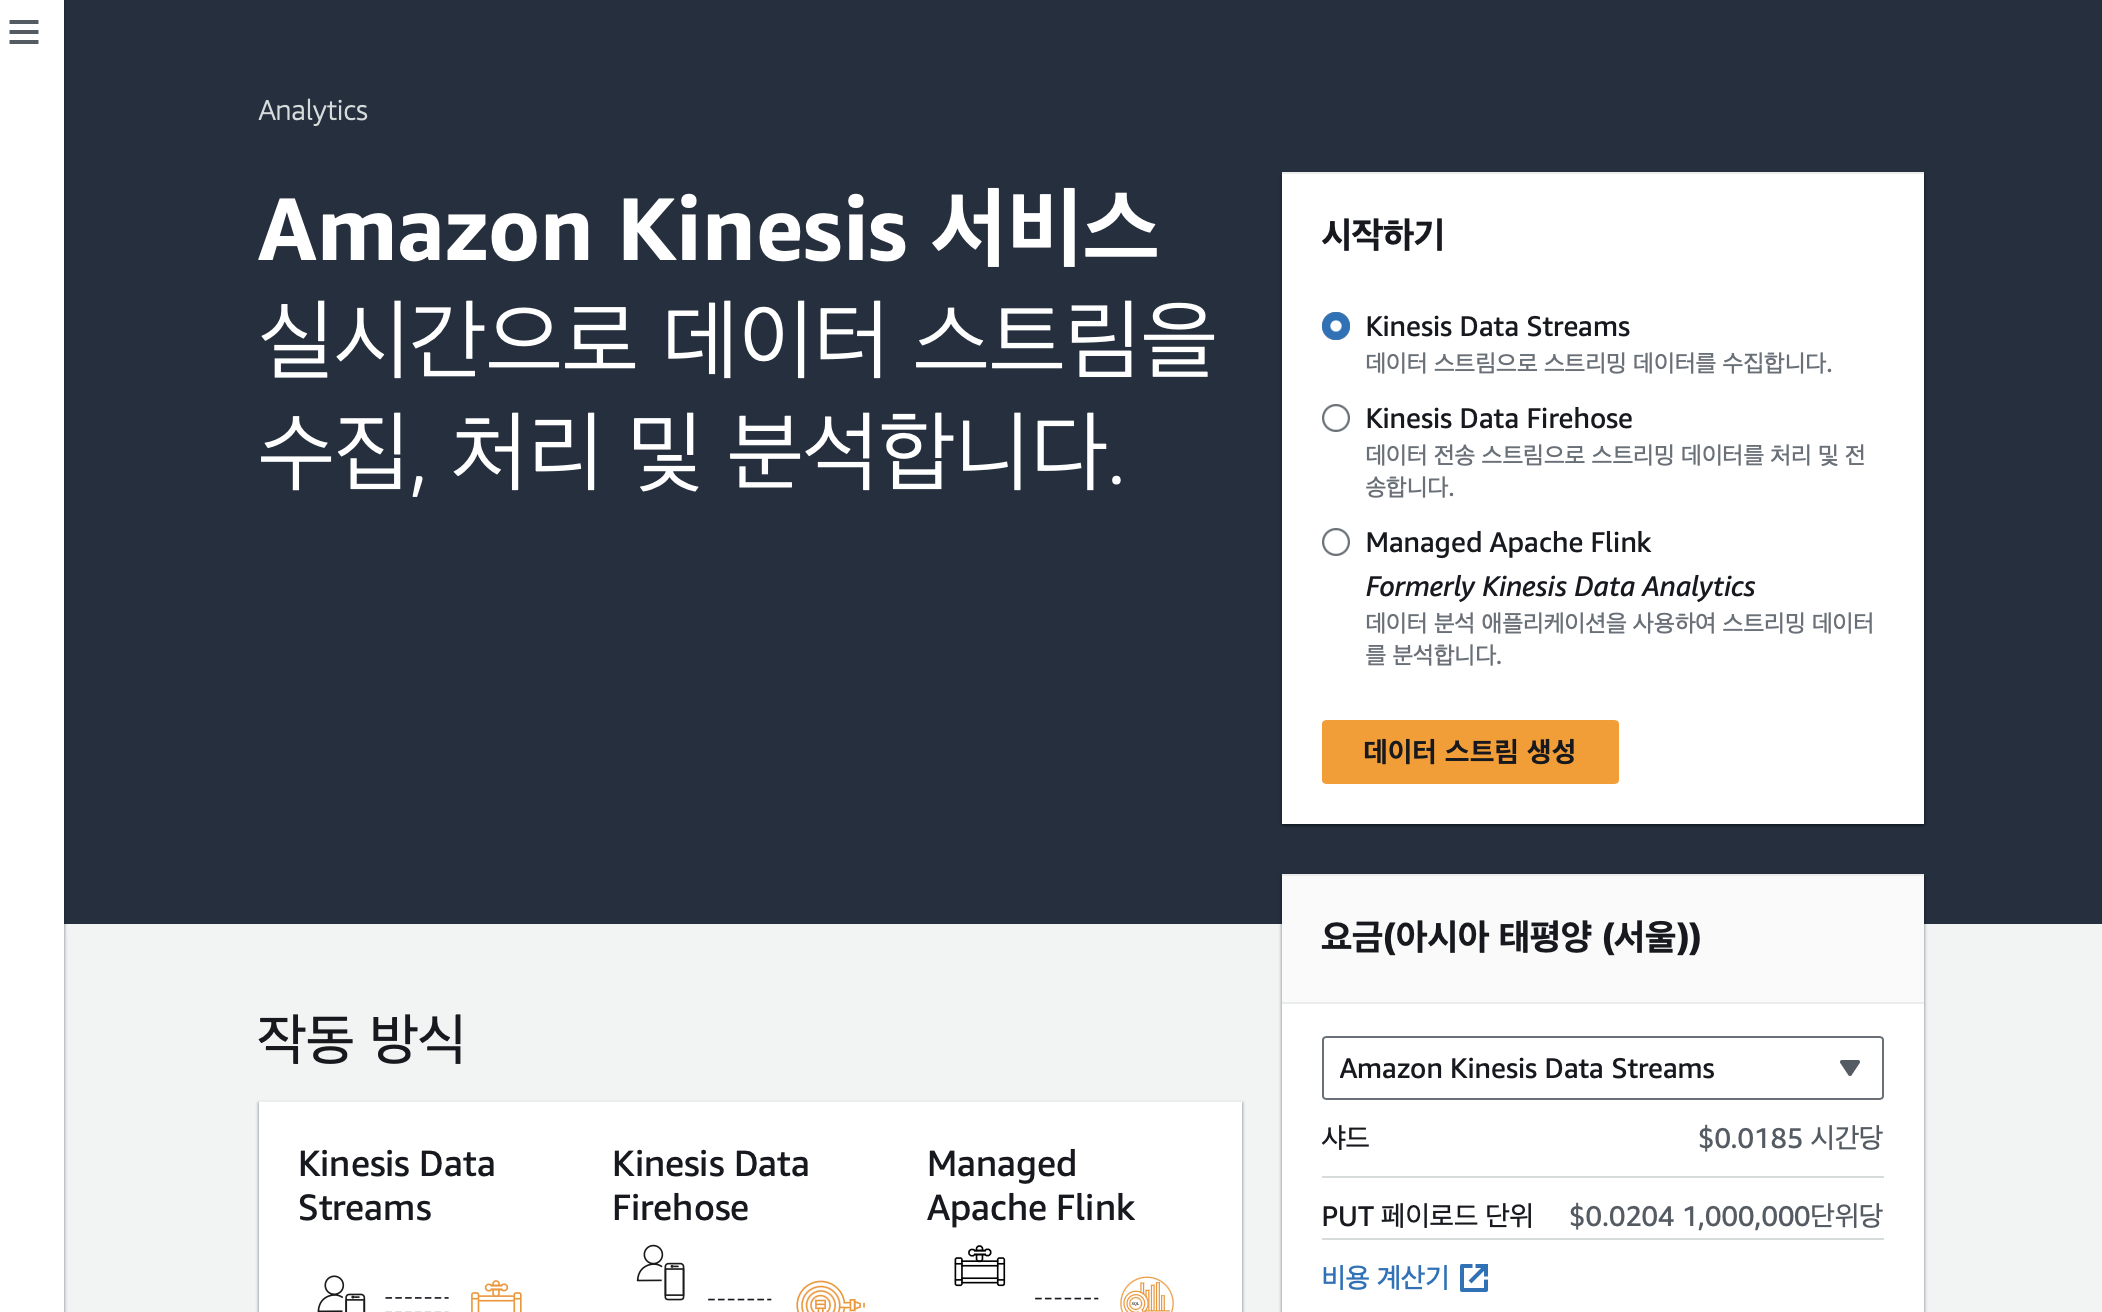 Analytics
Amazon Kinesis 서비스
실시간으로 데이터 스트림을
수집, 처리 및 분석합니다.
시작하기
Kinesis Data Streams
데이터 스트림으로 스트리밍 데이터를 수집합니다.
Kinesis Data Firehose
데이터 전송 스트림으로 스트리밍 데이터를 처리 및 전
송합니다.
Managed Apache Flink
Formerly Kinesis Data Analytics
데이터 분석 애플리케이션을 사용하여 스트리밍 데이터
를 분석합니다.
데이터 스트림 생성
요금(아시아 태평양 (서울))
Amazon Kinesis Data Streams
샤드 $0.0185 시간당
PUT 페이로드 단위 $0.0204 1,000,000단위당
비용 계산기
작동 방식
Kinesis Data
Streams
Kinesis Data
Firehose
Managed
Apache Flink
SQL